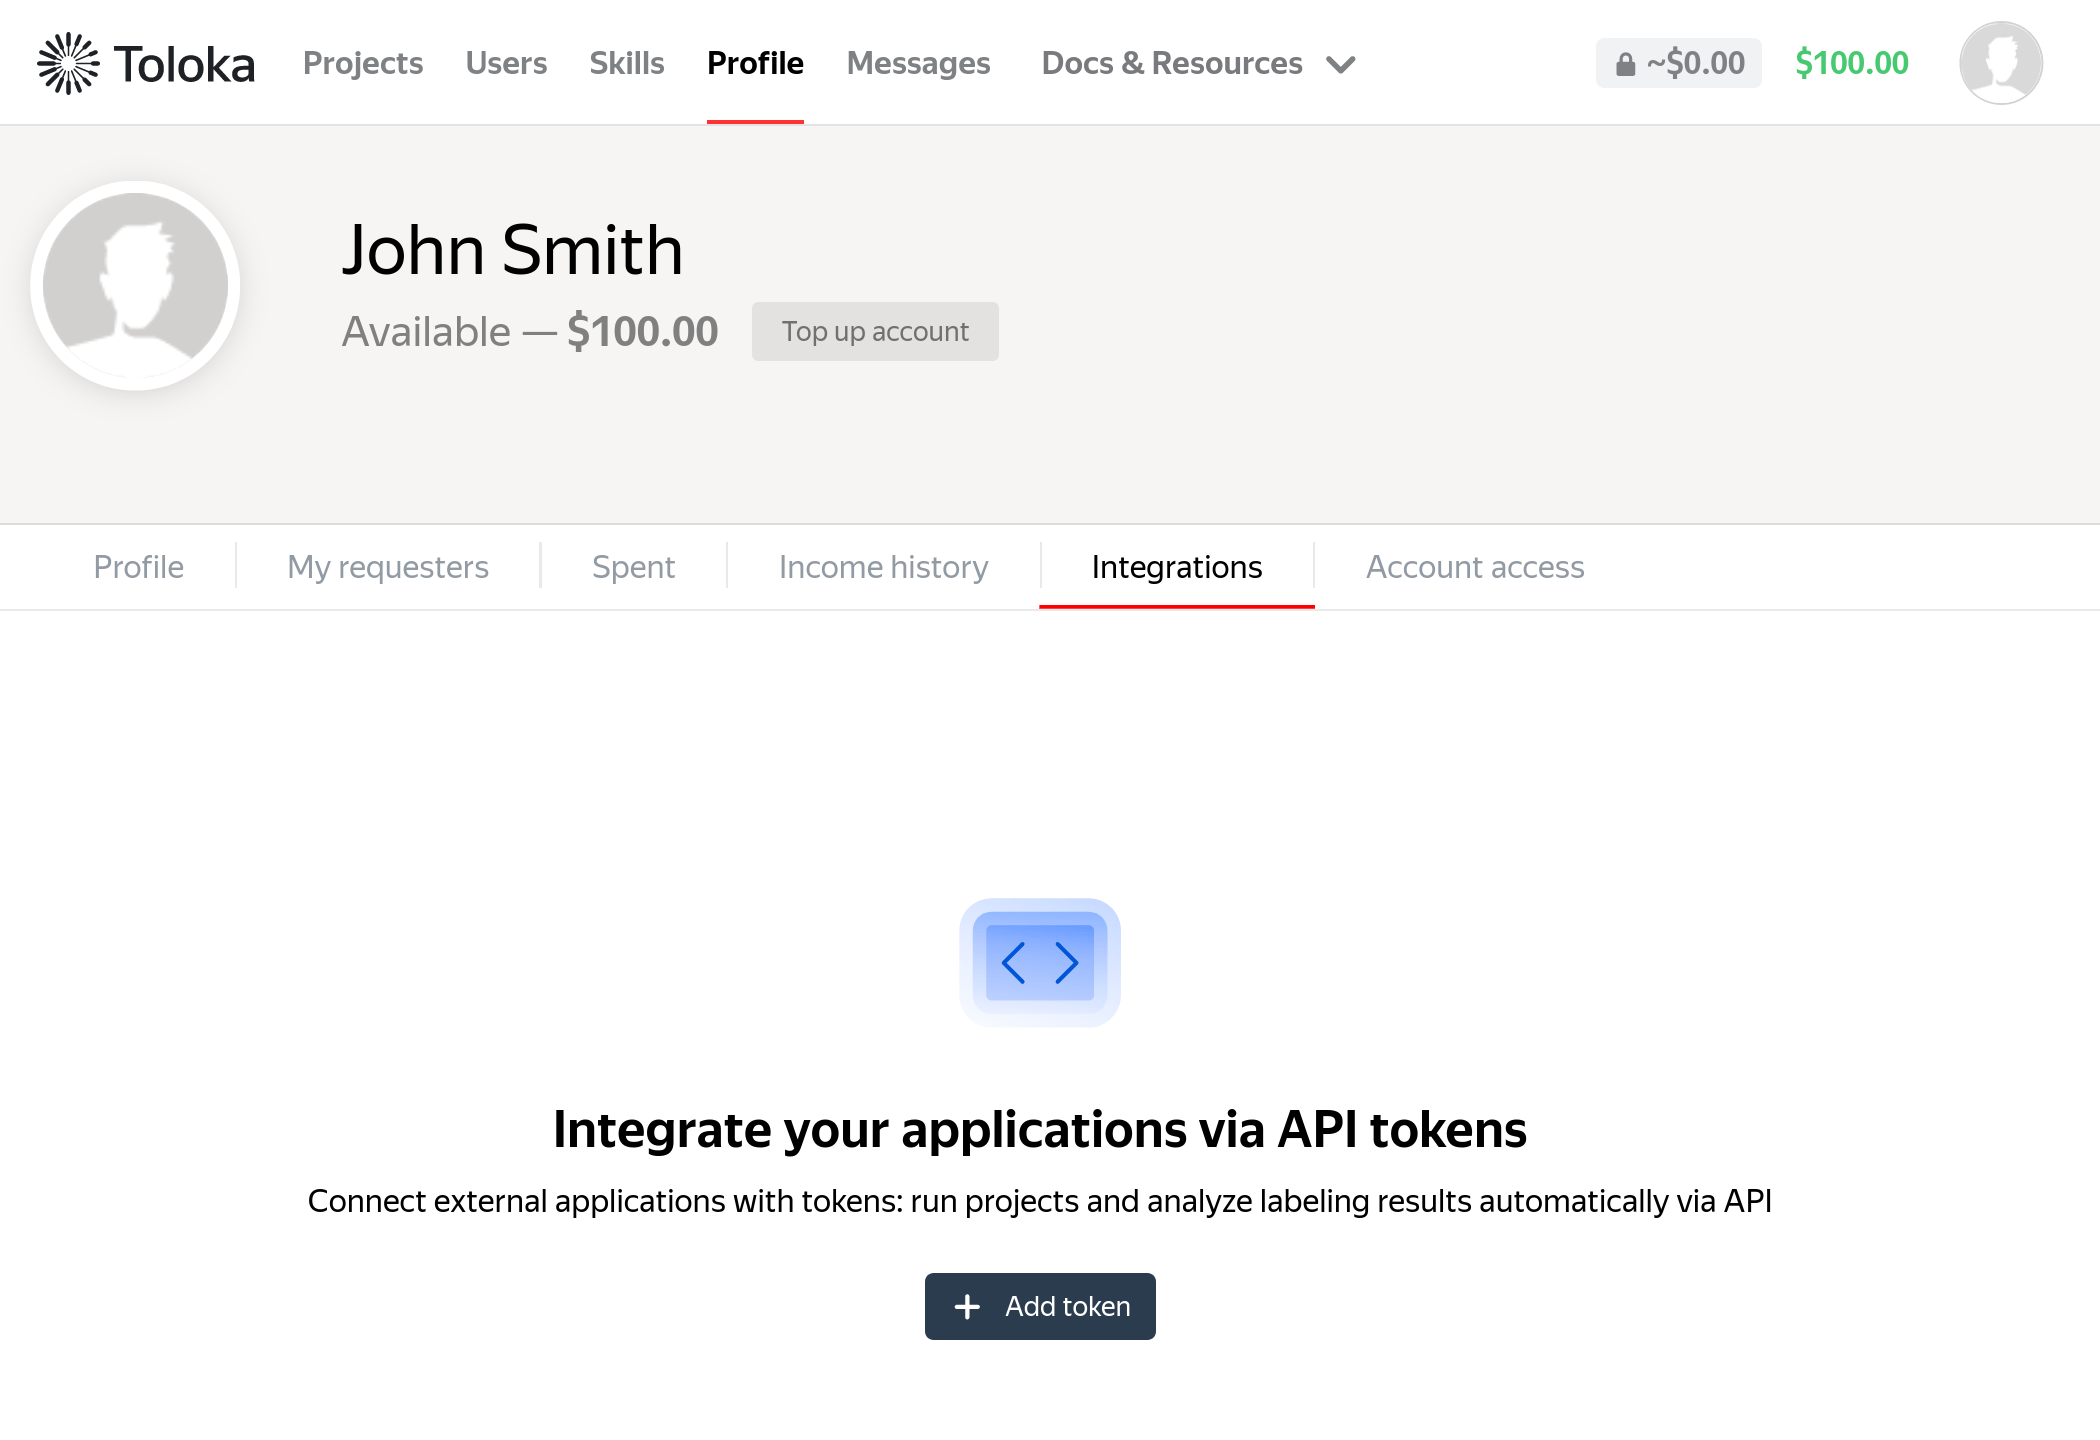 Toloka Projects Users Skills Profile Messages Docs & Resources ~$0.00 $100.00
John Smith
Available — $100.00 Top up account
Profile My requesters Spent Income history Integrations Account access
< >
Integrate your applications via API tokens
Connect external applications with tokens: run projects and analyze labeling results automatically via API
+ Add token